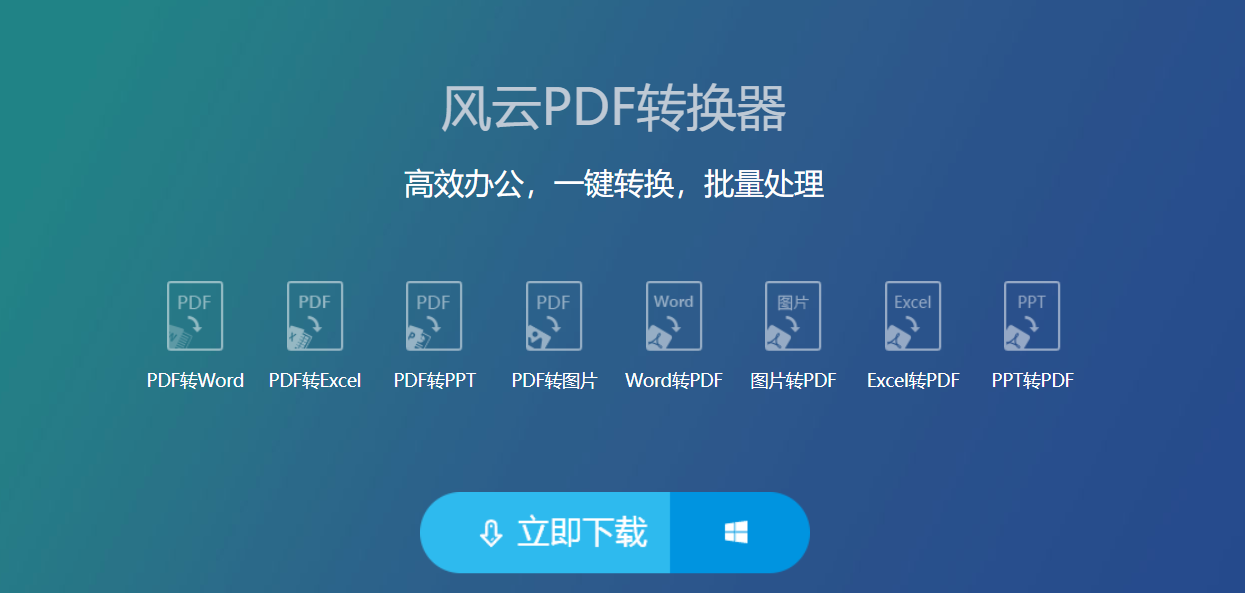 风云PDF转换器
高效办公，一键转换，批量处理
PDF PDF PDF PDF Word 图片 Excel PPT
PDF转Word PDF转Excel PDF转PPT PDF转图片 Word转PDF 图片转PDF Excel转PDF PPT转PDF
立即下载